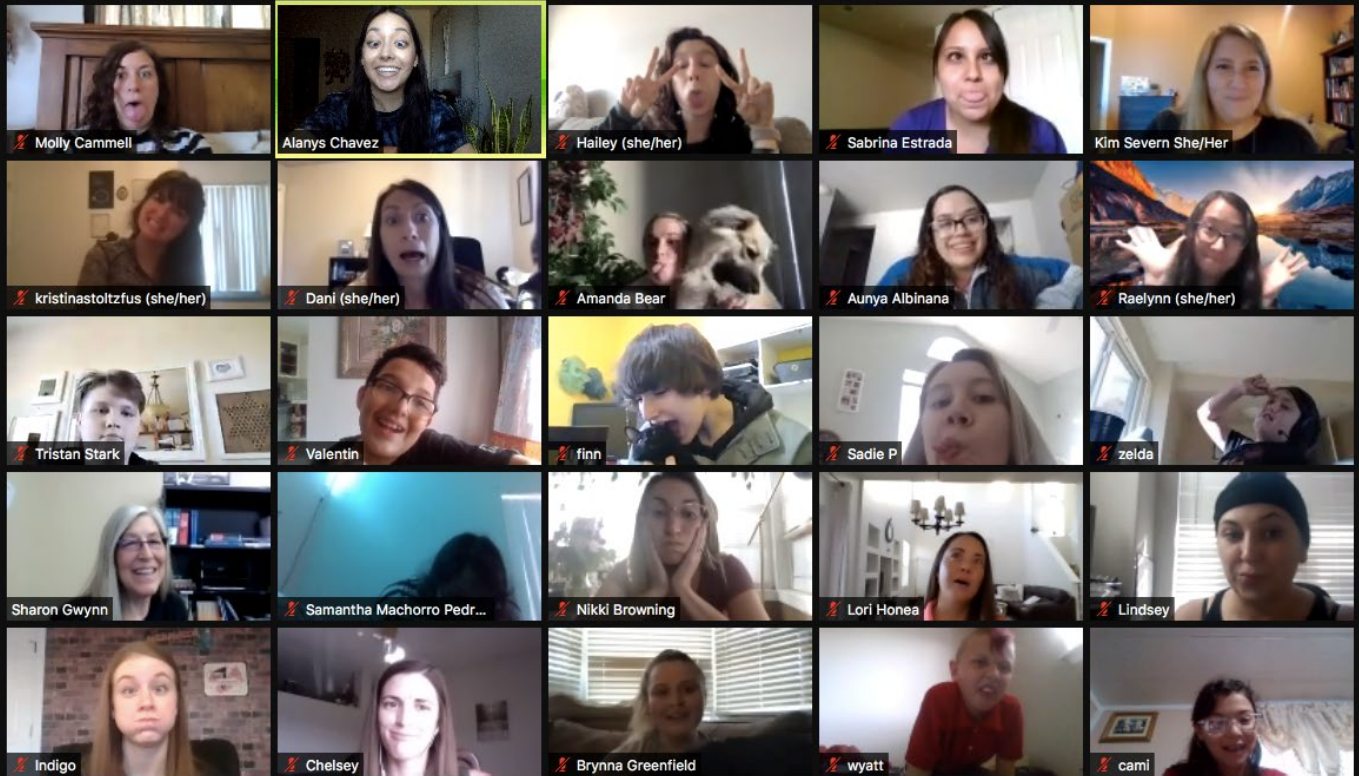 Molly Cammell
Alanys Chavez
Hailey (she/her)
Sabrina Estrada
Kim Severn She/Her
kristinastoltzfus (she/her)
Dani (she/her)
Amanda Bear
Aunya Albinana
Raelynn (she/her)
Tristan Stark
Valentin
finn
Sadie P
zelda
Sharon Gwynn
Samantha Machorro Pedr...
Nikki Browning
Lori Honea
Lindsey
Indigo
Chelsey
Brynna Greenfield
wyatt
cami